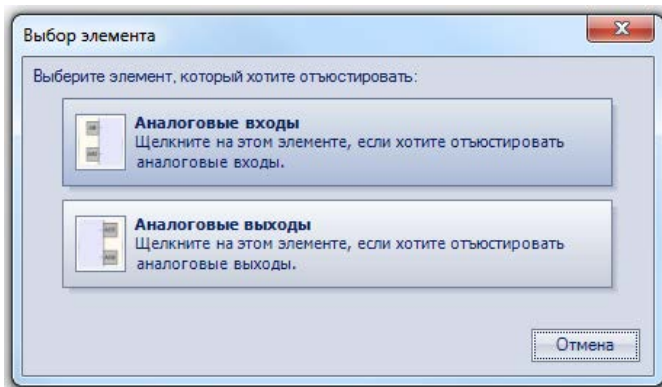 Выбор элемента
Выберите элемент, который хотите отъюстировать:
Аналоговые входы
Щелкните на этом элементе, если хотите отъюстировать
аналоговые входы.
Аналоговые выходы
Щелкните на этом элементе, если хотите отъюстировать
аналоговые выходы.
Отмена